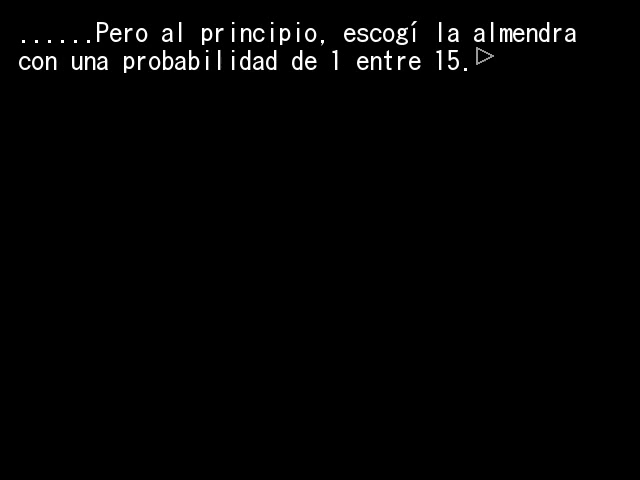 ......Pero al principio, escogí la almendra
con una probabilidad de 1 entre 15.